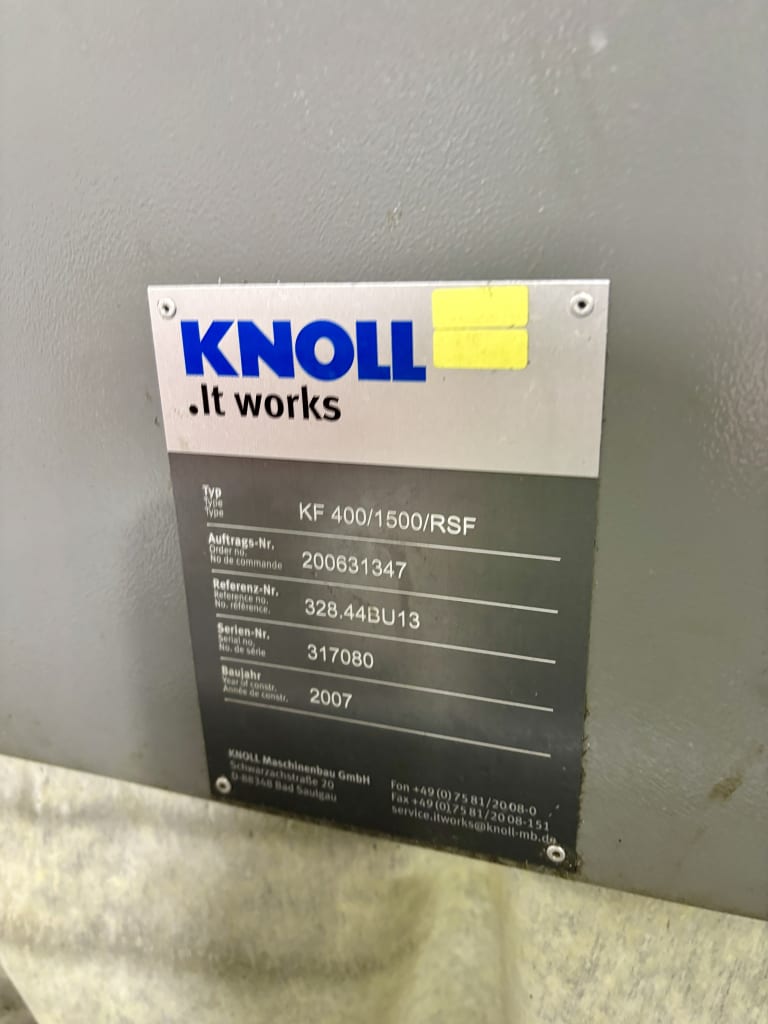 KNOLL
.It works
Typ
Type
Type
KF 400/1500/RSF
Auftrags-Nr.
Order no.
No de commande
200631347
Referenz-Nr.
Reference no.
No. référence.
328.44BU13
Serien-Nr.
Serial no.
No. de série
317080
Baujahr
Year of constr.
Année de constr.
2007
KNOLL Maschinenbau GmbH
Schwarzachstraße 20
D-88348 Bad Saulgau
Fon +49(0)7581/2008-0
Fax +49(0)7581/2008-151
service.itworks@knoll-mb.de